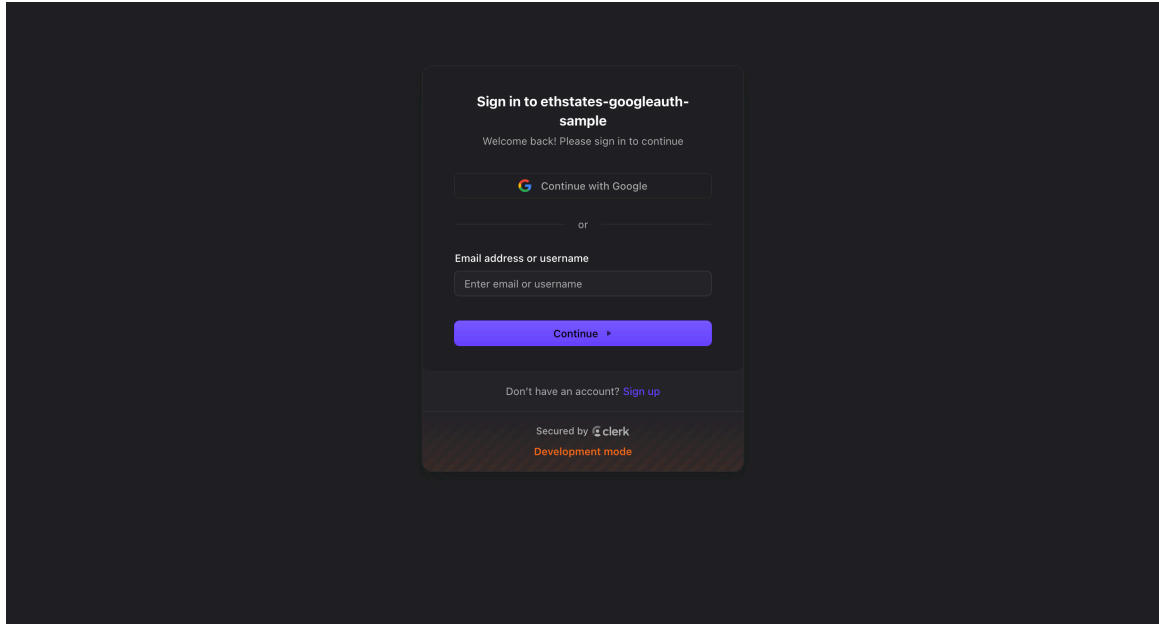 Sign in to ethstates-googleauth-
sample
Welcome back! Please sign in to continue
Continue with Google
or
Email address or username
Enter email or username
Continue
Don't have an account? Sign up
Secured by clerk
Development mode